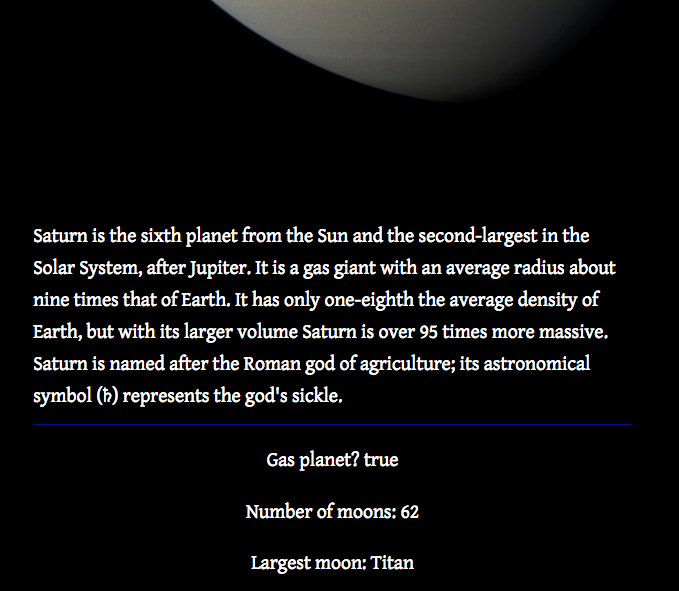 Saturn is the sixth planet from the Sun and the second-largest in the
Solar System, after Jupiter. It is a gas giant with an average radius about
nine times that of Earth. It has only one-eighth the average density of
Earth, but with its larger volume Saturn is over 95 times more massive.
Saturn is named after the Roman god of agriculture; its astronomical
symbol (♄) represents the god's sickle.
Gas planet? true
Number of moons: 62
Largest moon: Titan